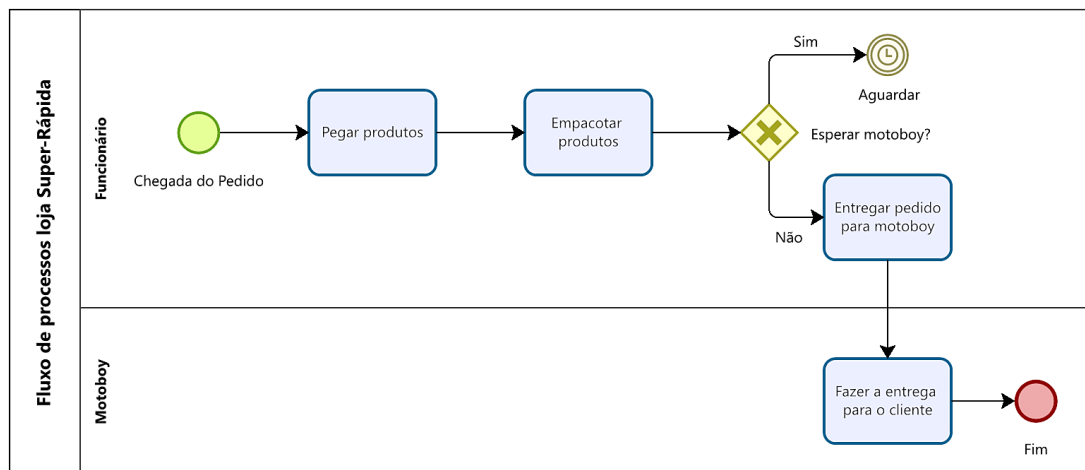 Fluxo de processos loja Super-Rápida
Funcionário
Chegada do Pedido
Pegar produtos
Empacotar
produtos
Sim
Aguardar
Esperar motoboy?
Não
Entregar pedido
para motoboy
Motoboy
Fazer a entrega
para o cliente
Fim